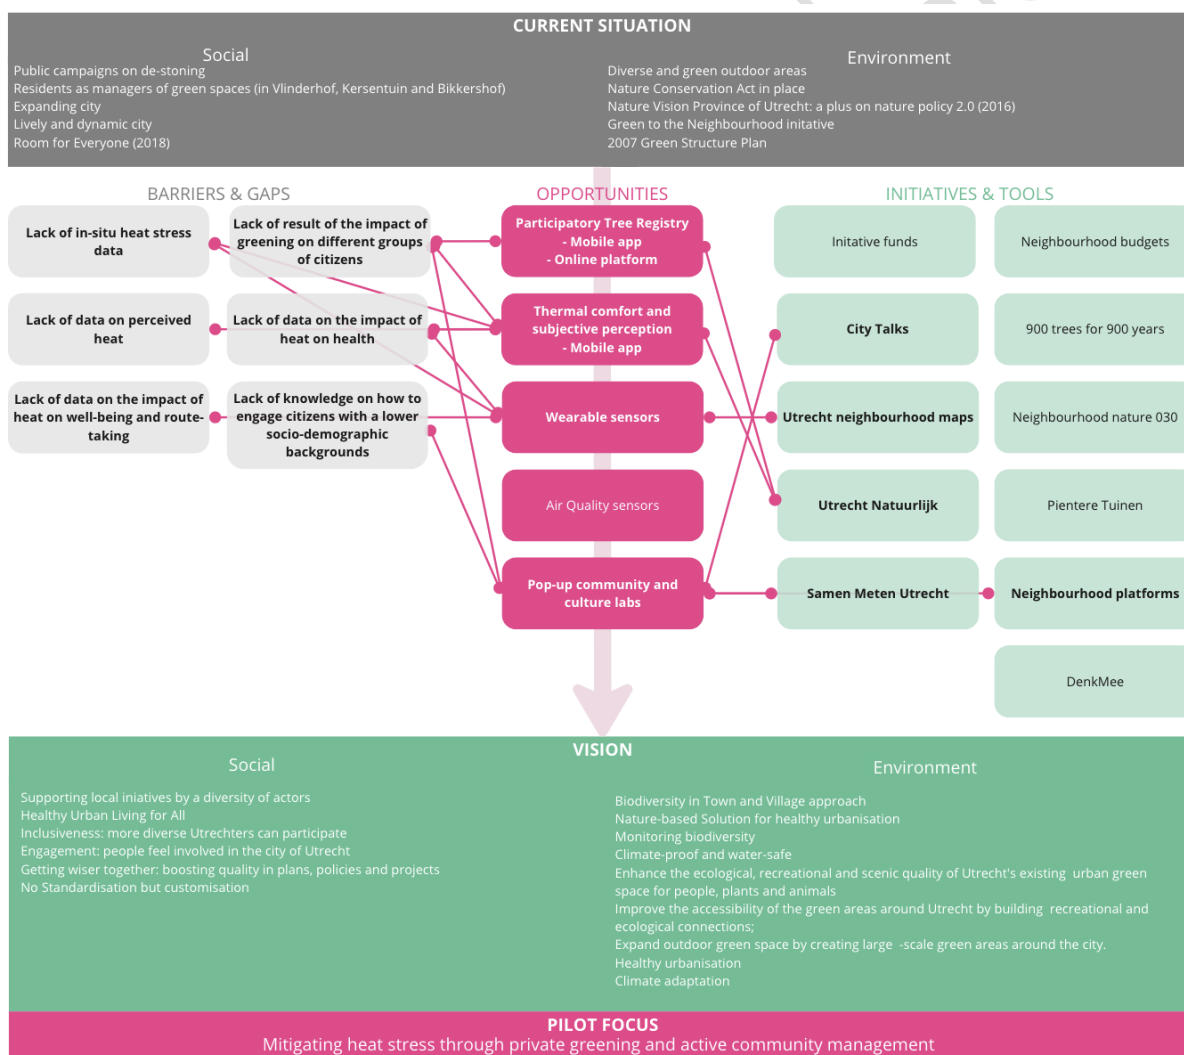 CURRENT SITUATION
Social
Public campaigns on de-stoning
Residents as managers of green spaces (in Vlinderhof, Kersentuin and Bikkershof)
Expanding city
Lively and dynamic city
Room for Everyone (2018)
Environment
Diverse and green outdoor areas
Nature Conservation Act in place
Nature Vision Province of Utrecht: a plus on nature policy 2.0 (2016)
Green to the Neighbourhood initative
2007 Green Structure Plan
BARRIERS & GAPS
Lack of in-situ heat stress
data
Lack of result of the impact of
greening on different groups
of citizens
Lack of data on perceived
heat
Lack of data on the impact of
heat on health
Lack of data on the impact of
heat on well-being and route-
taking
Lack of knowledge on how to
engage citizens with a lower
socio-demographic
backgrounds
OPPORTUNITIES
Participatory Tree Registry
- Mobile app
- Online platform
Thermal comfort and
subjective perception
- Mobile app
Wearable sensors
Air Quality sensors
Pop-up community and
culture labs
INITIATIVES & TOOLS
Initative funds
Neighbourhood budgets
City Talks
900 trees for 900 years
Utrecht neighbourhood maps
Neighbourhood nature 030
Utrecht Natuurlijk
Pientere Tuinen
Samen Meten Utrecht
Neighbourhood platforms
DenkMee
VISION
Social
Supporting local iniatives by a diversity of actors
Healthy Urban Living for All
Inclusiveness: more diverse Utrechters can participate
Engagement: people feel involved in the city of Utrecht
Getting wiser together: boosting quality in plans, policies and projects
No Standardisation but customisation
Environment
Biodiversity in Town and Village approach
Nature-based Solution for healthy urbanisation
Monitoring biodiversity
Climate-proof and water-safe
Enhance the ecological, recreational and scenic quality of Utrecht's existing urban green
space for people, plants and animals
Improve the accessibility of the green areas around Utrecht by building recreational and
ecological connections;
Expand outdoor green space by creating large -scale green areas around the city.
Healthy urbanisation
Climate adaptation
PILOT FOCUS
Mitigating heat stress through private greening and active community management